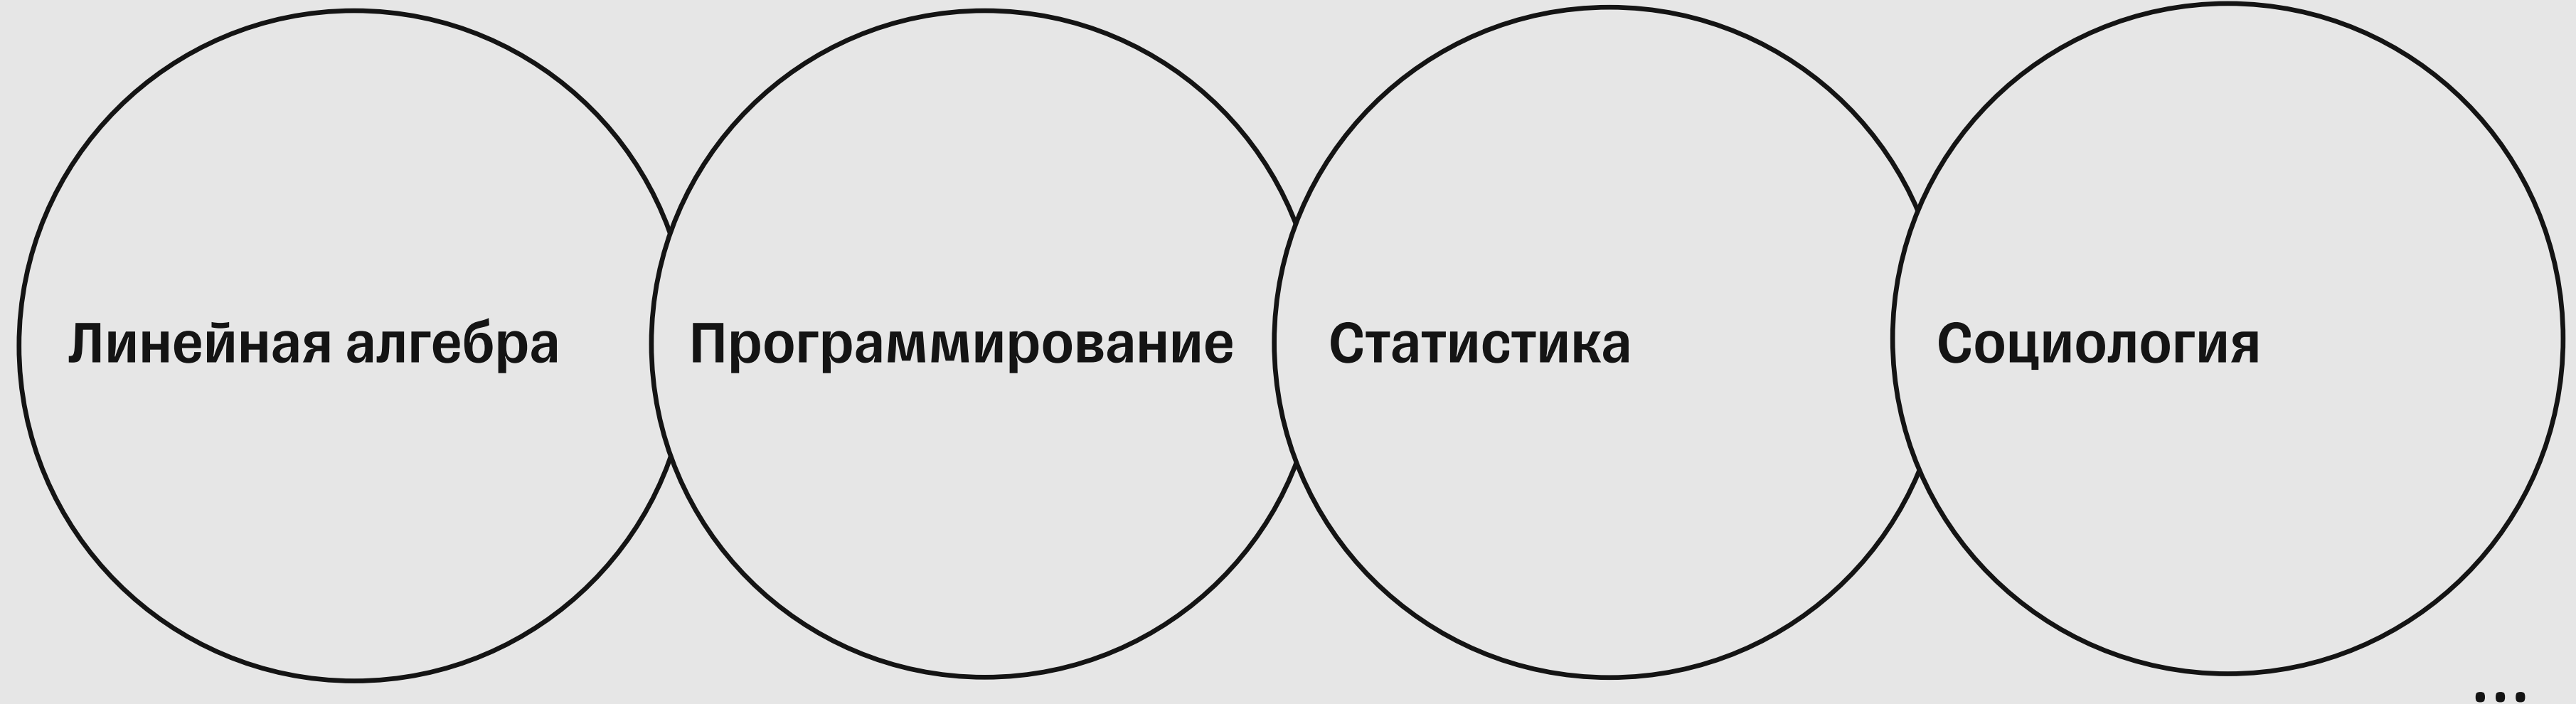 Линейная алгебра
Программирование
Статистика
Социология
...